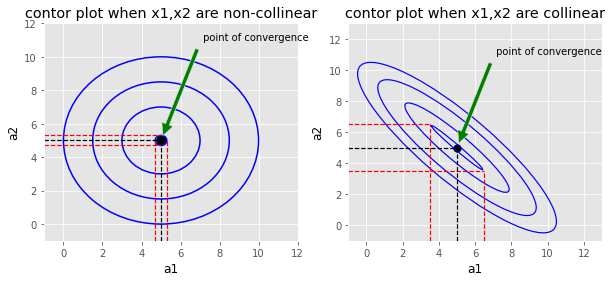 contor plot when x1,x2 are non-collinear
point of convergence
12
10
8
6
4
2
0
a2
0 2 4 6 8 10 12
a1
contor plot when x1,x2 are collinear
point of convergence
12
10
8
6
4
2
0
a2
0 2 4 6 8 10 12
a1